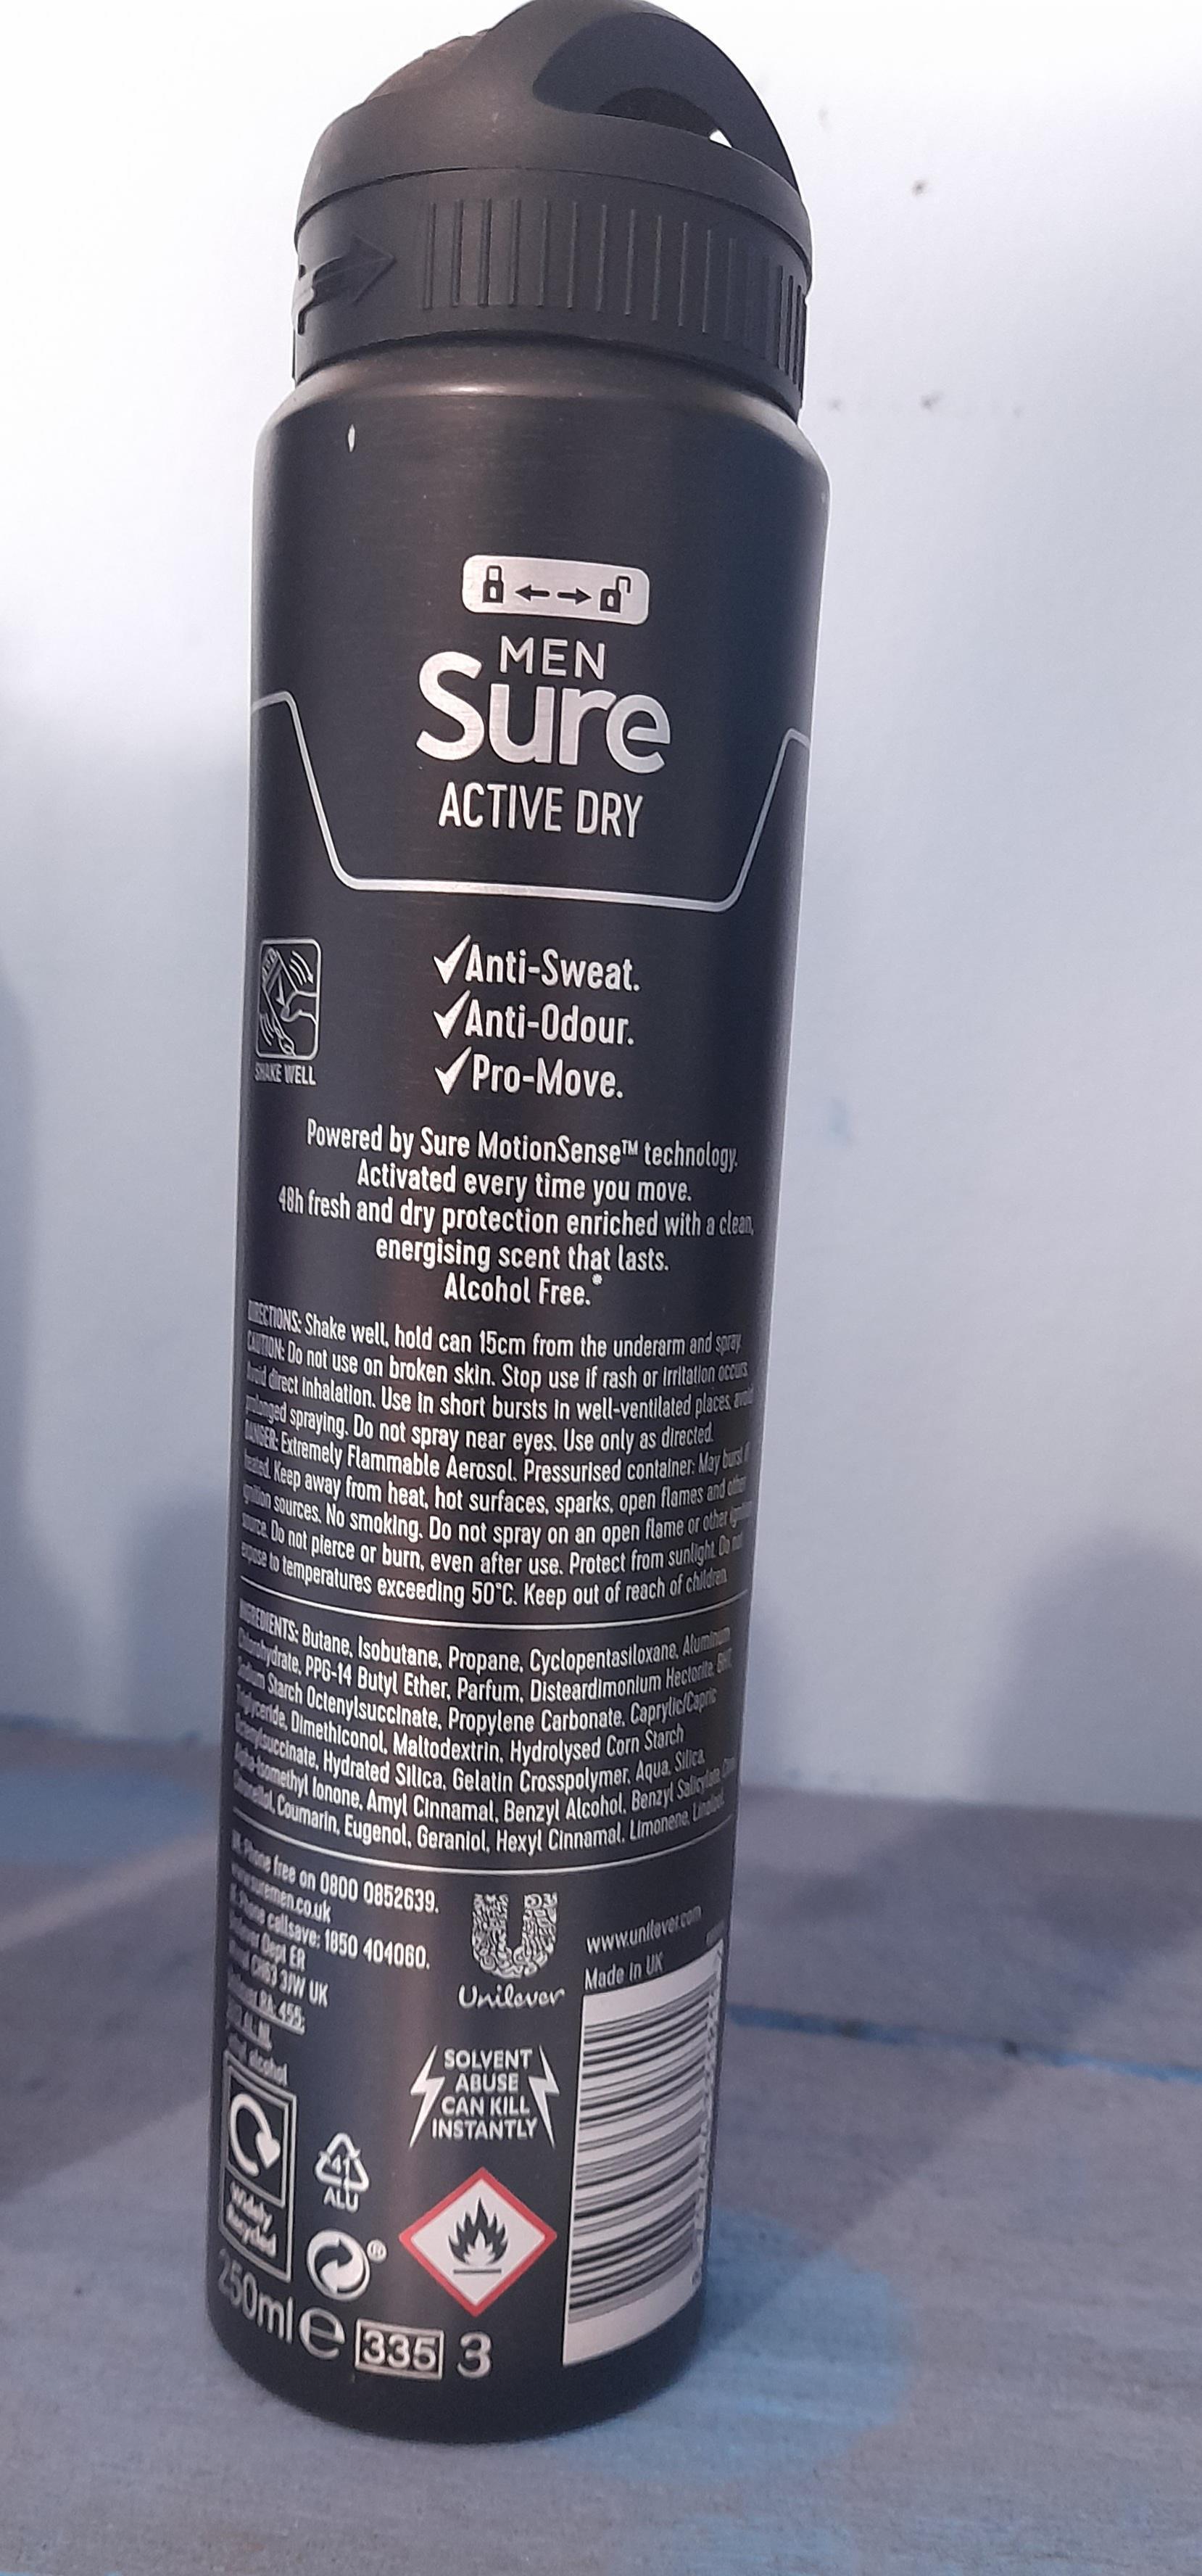 MEN
Sure
ACTIVE DRY
SHAKE WELL
✓Anti-Sweat.
✓Anti-Odour.
✓Pro-Move.
Powered by Sure MotionSense™ technology.
Activated every time you move.
48h fresh and dry protection enriched with a clean,
energising scent that lasts.
Alcohol Free.*
DIRECTIONS: Shake well, hold can 15cm from the underarm and spray.
CAUTION: Do not use on broken skin. Stop use if rash or irritation occurs.
Avoid direct inhalation. Use in short bursts in well-ventilated places, avoid
prolonged spraying. Do not spray near eyes. Use only as directed.
DANGER: Extremely Flammable Aerosol. Pressurised container: May burst if
heated. Keep away from heat, hot surfaces, sparks, open flames and other
ignition sources. No smoking. Do not spray on an open flame or other ignition
source. Do not pierce or burn, even after use. Protect from sunlight. Do not
expose to temperatures exceeding 50°C. Keep out of reach of children.
INGREDIENTS: Butane, Isobutane, Propane, Cyclopentasiloxane, Aluminum
Chlorohydrate, PPG-14 Butyl Ether, Parfum, Disteardimonium Hectorite, BHT,
Sodium Starch Octenylsuccinate, Propylene Carbonate, Caprylic/Capric
Triglyceride, Dimethiconol, Maltodextrin, Hydrolysed Corn Starch
Octenylsuccinate, Hydrated Silica, Gelatin Crosspolymer, Aqua, Silica,
Alpha-Isomethyl Ionone, Amyl Cinnamal, Benzyl Alcohol, Benzyl Salicylate,
Coumarin, Eugenol, Geraniol, Hexyl Cinnamal, Limonene, Linalool.
UK: Phone free on 0800 0852639.
www.suremen.co.uk
Phone callsave: 1850 404060.
Dept ER
CH63 3JW UK
455,
alcohol
Unilever
www.unilever.com
Made in UK
SOLVENT
ABUSE
CAN KILL
INSTANTLY
41
ALU
Widely
Recycled
250ml e 335 3